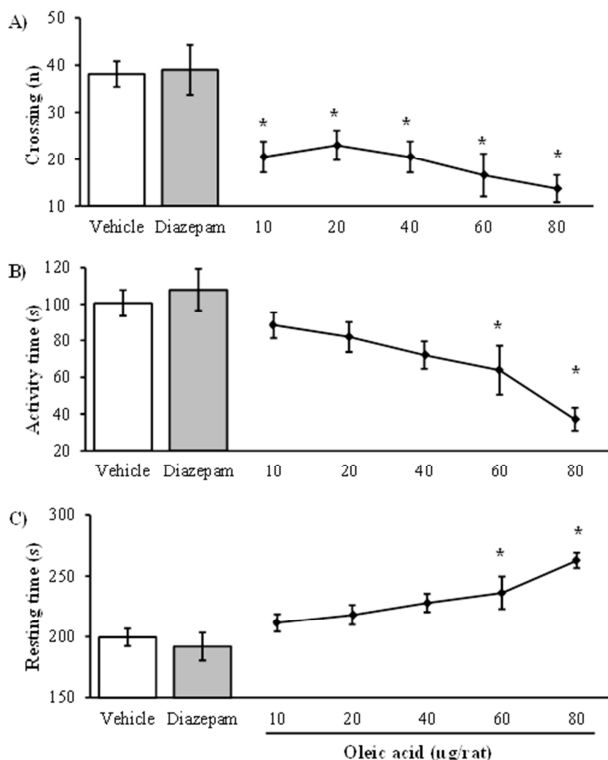 A)
50
40
30
20
10
Crossing (n)
* * * * *
Vehicle Diazepam 10 20 40 60 80
B)
120
100
80
60
40
20
Activity time (s)
* *
Vehicle Diazepam 10 20 40 60 80
C)
300
250
200
150
Resting time (s)
* *
Vehicle Diazepam 10 20 40 60 80
Oleic acid (ug/rat)